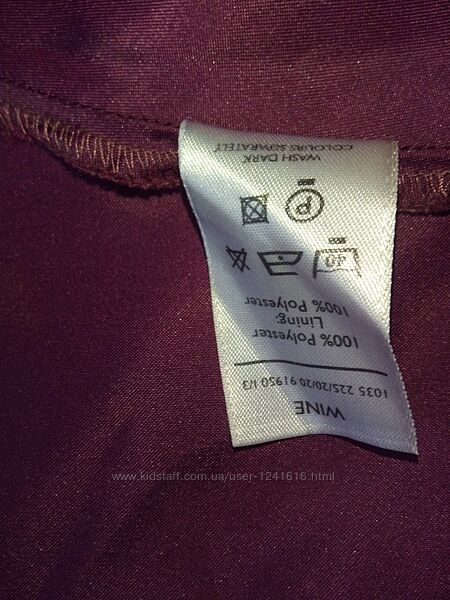 WINE
1035 225/20/20 91950 1/3
100% Polyester
Lining:
100% Polyester
40
P
WASH DARK
COLOURS SEPARATELY
www.kidstaff.com.ua/user-1241616.html